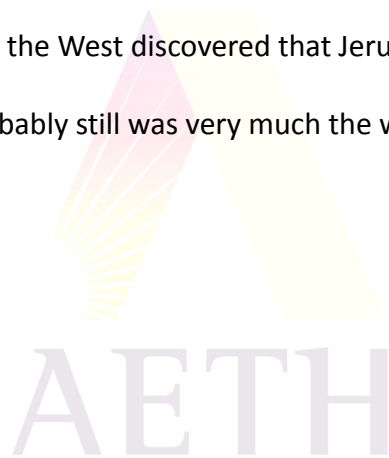 the West discovered that Jeru
bably still was very much the w
AETH